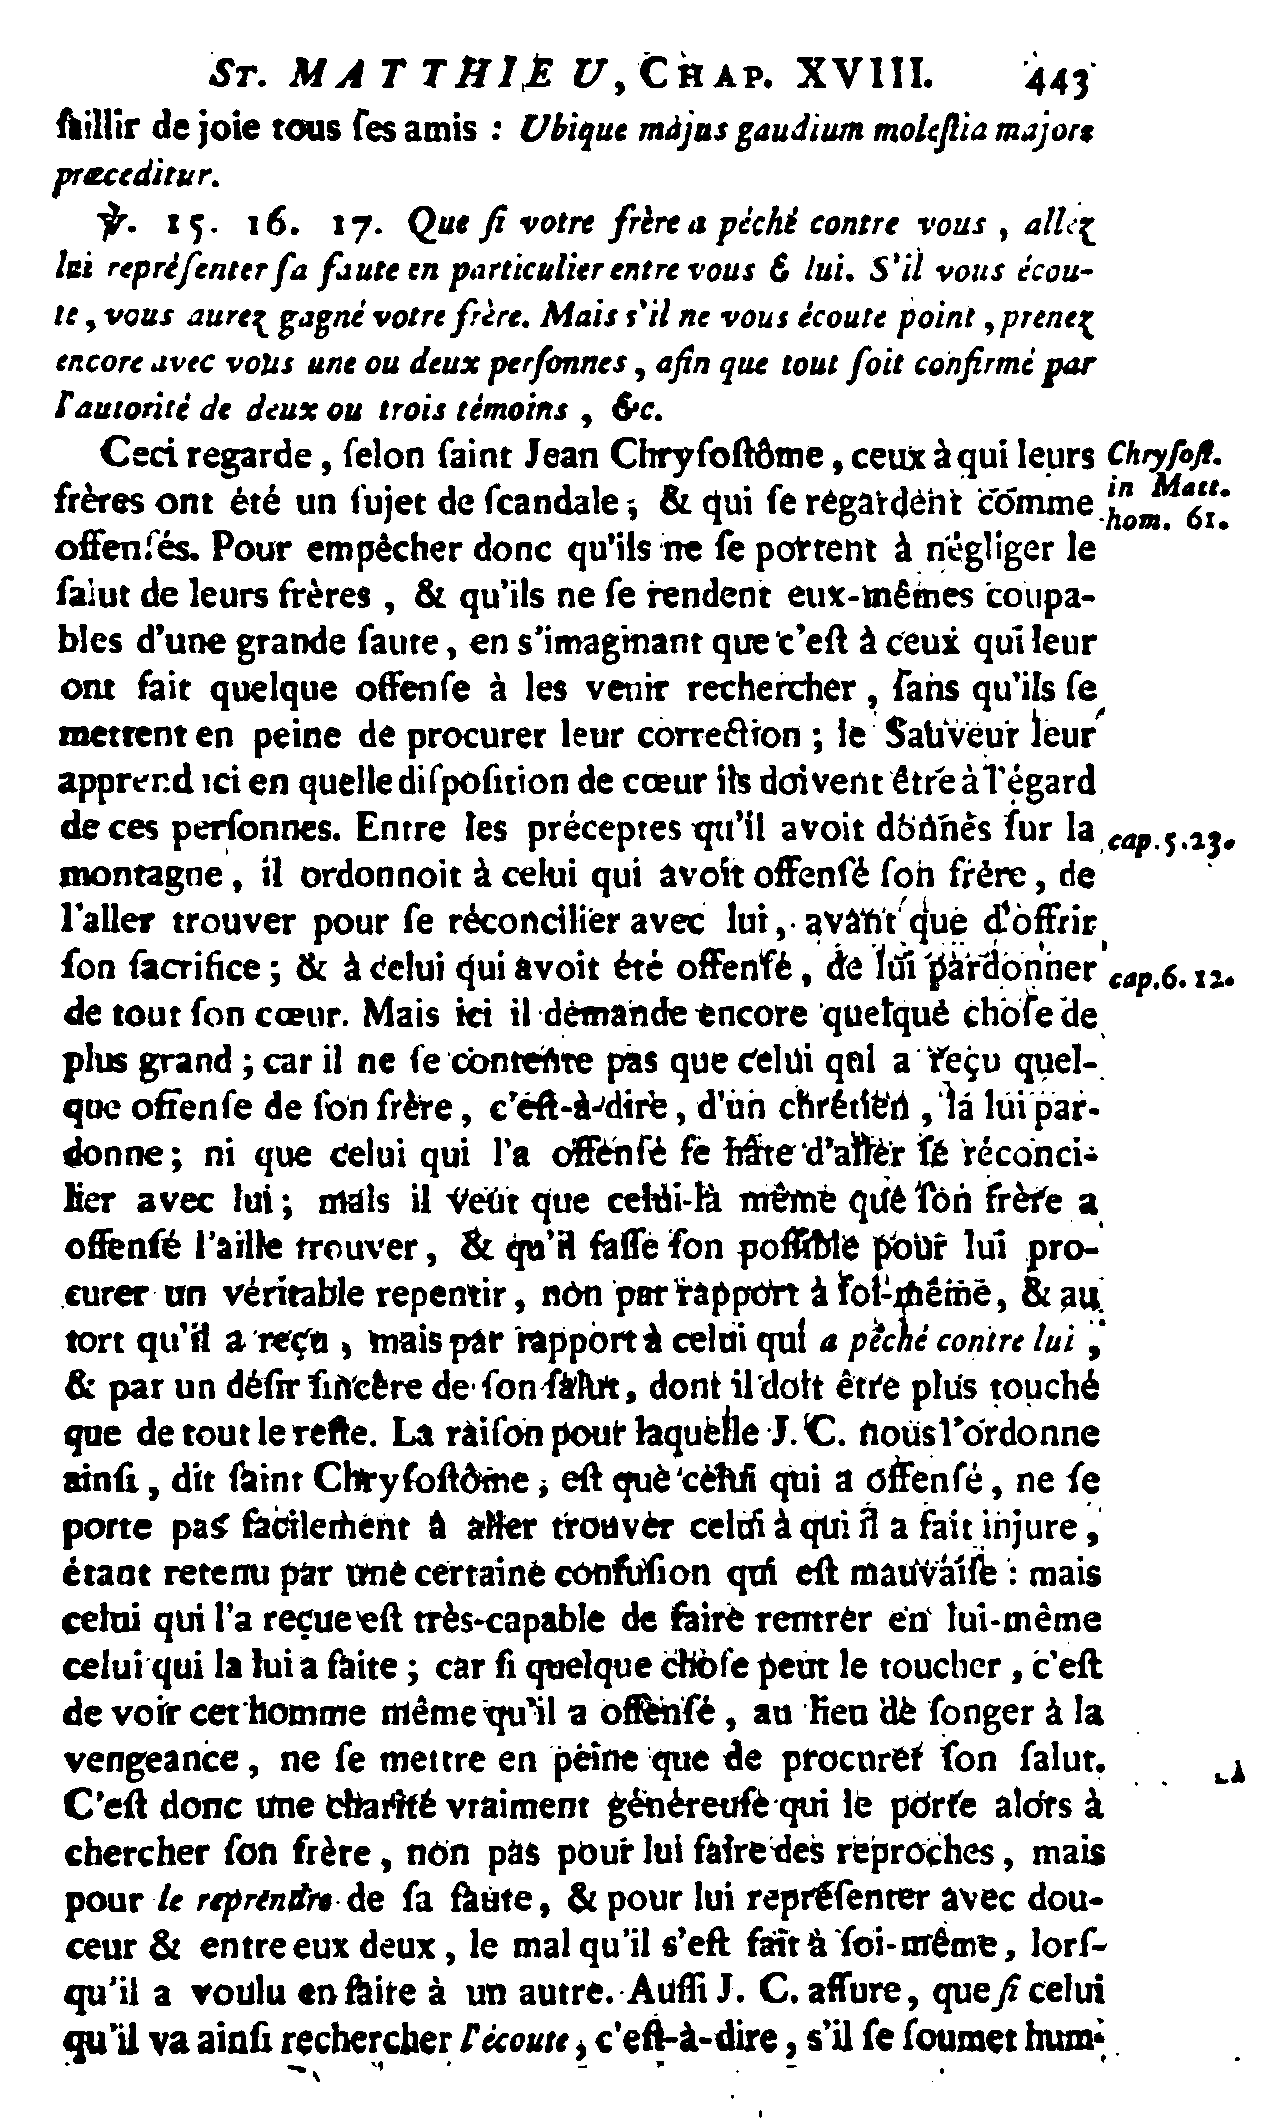 ST. MATTHIEU, CHAP. XVIII. 443
ſaillir de joie tous ſes amis : Ubique majus gaudium moleſtia majore
præceditur.
℣. 15. 16. 17. Que ſi votre frère a péché contre vous, allez
lui repréſenter ſa faute en particulier entre vous & lui. S'il vous écou-
te, vous aurez gagné votre frère. Mais s'il ne vous écoute point, prenez
encore avec vous une ou deux perſonnes, afin que tout ſoit confirmé par
l'autorité de deux ou trois témoins, &c.
Ceci regarde, ſelon ſaint Jean Chryſoſtôme, ceux à qui leurs
Chryſoſt.
in Matt.
hom. 61.
frères ont été un ſujet de ſcandale; & qui ſe regardent comme
offenſés. Pour empêcher donc qu'ils ne ſe portent à négliger le
ſalut de leurs frères, & qu'ils ne ſe rendent eux-mêmes coupa-
bles d'une grande faute, en s'imaginant que c'eſt à ceux qui leur
ont fait quelque offenſe à les venir rechercher, ſans qu'ils ſe
mettent en peine de procurer leur correction; le Sauveur leur
apprend ici en quelle diſpoſition de cœur ils doivent être à l'égard
de ces perſonnes. Entre les préceptes qu'il avoit donnés ſur la
cap. 5. 23.
montagne, il ordonnoit à celui qui avoit offenſé ſon frère, de
l'aller trouver pour ſe réconcilier avec lui, avant que d'offrir
ſon ſacrifice; & à celui qui avoit été offenſé, de lui pardonner
cap. 6. 12.
de tout ſon cœur. Mais ici il demande encore quelque choſe de
plus grand; car il ne ſe contente pas que celui qui a reçu quel-
que offenſe de ſon frère, c'eſt-à-dire, d'un chrétien, la lui par-
donne; ni que celui qui l'a offenſé ſe hâte d'aller ſe réconci-
lier avec lui; mais il veut que celui-là même que ſon frère a
offenſé l'aille trouver, & qu'il faſſe ſon poſſible pour lui pro-
curer un véritable repentir, non par rapport à ſoi-même, & au
tort qu'il a reçu, mais par rapport à celui qui a péché contre lui,
& par un déſir ſincère de ſon ſalut, dont il doit être plus touché
que de tout le reſte. La raiſon pour laquelle J. C. nous l'ordonne
ainſi, dit ſaint Chryſoſtôme, eſt que celui qui a offenſé, ne ſe
porte pas facilement à aller trouver celui à qui il a fait injure,
étant retenu par une certaine confuſion qui eſt mauvaiſe : mais
celui qui l'a reçue eſt très-capable de faire rentrer en lui-même
celui qui la lui a faite; car ſi quelque choſe peut le toucher, c'eſt
de voir cet homme même qu'il a offenſé, au lieu de ſonger à la
vengeance, ne ſe mettre en peine que de procurer ſon ſalut.
C'eſt donc une charité vraiment généreuſe qui le porte alors à
chercher ſon frère, non pas pour lui faire des reproches, mais
pour le reprendre de ſa faute, & pour lui repréſenter avec dou-
ceur & entre eux deux, le mal qu'il s'eſt fait à ſoi-même, lorſ-
qu'il a voulu en faire à un autre. Auſſi J. C. aſſure, que ſi celui
qu'il va ainſi rechercher l'écoute, c'eſt-à-dire, s'il ſe ſoumet hum-